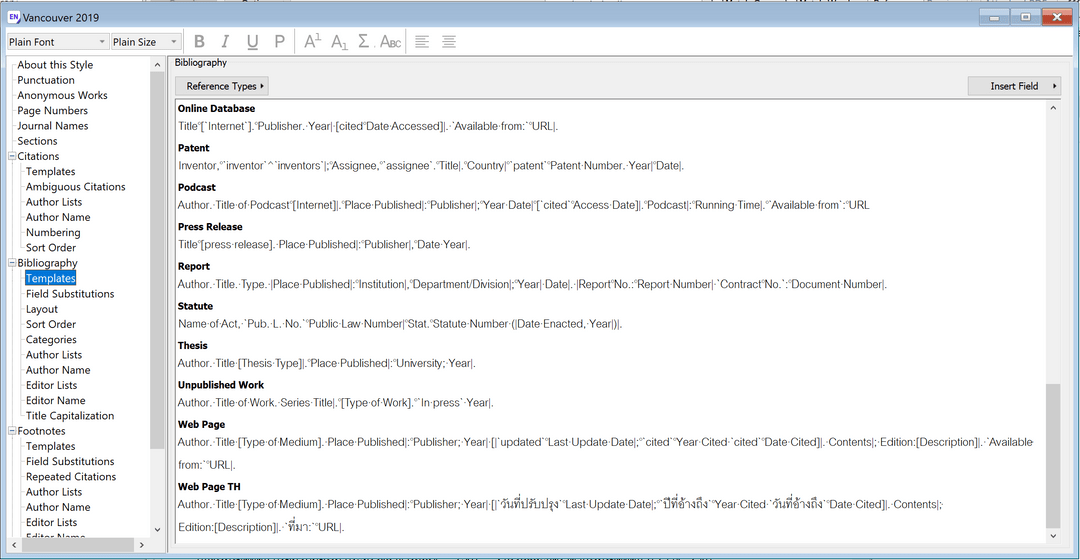 EN Vancouver 2019
Plain Font Plain Size B I U P A1 A1 Σ ABC
About this Style
Punctuation
Anonymous Works
Page Numbers
Journal Names
Sections
Citations
Templates
Ambiguous Citations
Author Lists
Author Name
Numbering
Sort Order
Bibliography
Templates
Field Substitutions
Layout
Sort Order
Categories
Author Lists
Author Name
Editor Lists
Editor Name
Title Capitalization
Footnotes
Templates
Field Substitutions
Repeated Citations
Author Lists
Author Name
Editor Lists
Editor Name
Bibliography
Reference Types Insert Field
Online Database
Title°[`Internet`].°Publisher.·Year|·[cited°Date·Accessed]|.·`Available·from:`°URL|.
Patent
Inventor,°`inventor`^`inventors`|;°Assignee,°`assignee`.°Title|.°Country|°`patent`°Patent·Number.·Year|°Date|.
Podcast
Author.·Title·of·Podcast°[Internet]|.°Place·Published|:°Publisher|;°Year·Date|°[`cited`°Access·Date]|.°Podcast|:°Running·Time|.°`Available·from`:°URL
Press Release
Title°[press·release].·Place·Published|:°Publisher|,°Date·Year|.
Report
Author.·Title.·Type.·|Place·Published|:°Institution|,°Department/Division|;°Year|·Date|.·|Report°No.:°Report·Number|·`Contract°No.`:°Document·Number|.
Statute
Name·of·Act,·`Pub.·L.·No.`°Public·Law·Number|°Stat.°Statute·Number·(|Date·Enacted,·Year|)|.
Thesis
Author.·Title·[Thesis·Type]|.°Place·Published|:°University;·Year|.
Unpublished Work
Author.·Title·of·Work.·Series·Title|.°[Type·of·Work].°`In·press`·Year|.
Web Page
Author.·Title·[Type·of·Medium].·Place·Published|:°Publisher;·Year|·[|`updated`°Last·Update·Date|;°`cited`°Year·Cited·`cited`°Date·Cited]|.·Contents|;·Edition:[Description]|.·`Available·
from:`°URL|.
Web Page TH
Author.·Title·[Type·of·Medium].·Place·Published|:°Publisher;·Year|·[|`วันที่ปรับปรุง`°Last·Update·Date|;°`ปีที่อ้างถึง`°Year·Cited·`วันที่อ้างถึง`°Date·Cited]|.·Contents|;·
Edition:[Description]|.·`ที่มา:`°URL|.